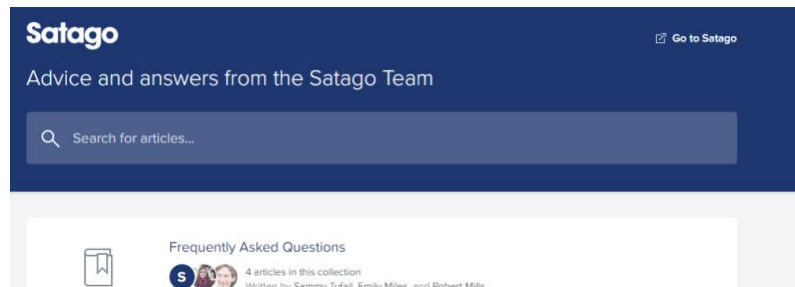 Satago
Go to Satago
Advice and answers from the Satago Team
Search for articles...
Frequently Asked Questions
S
4 articles in this collection
Written by Sammy Tufail, Emily Miles, and Robert Mills